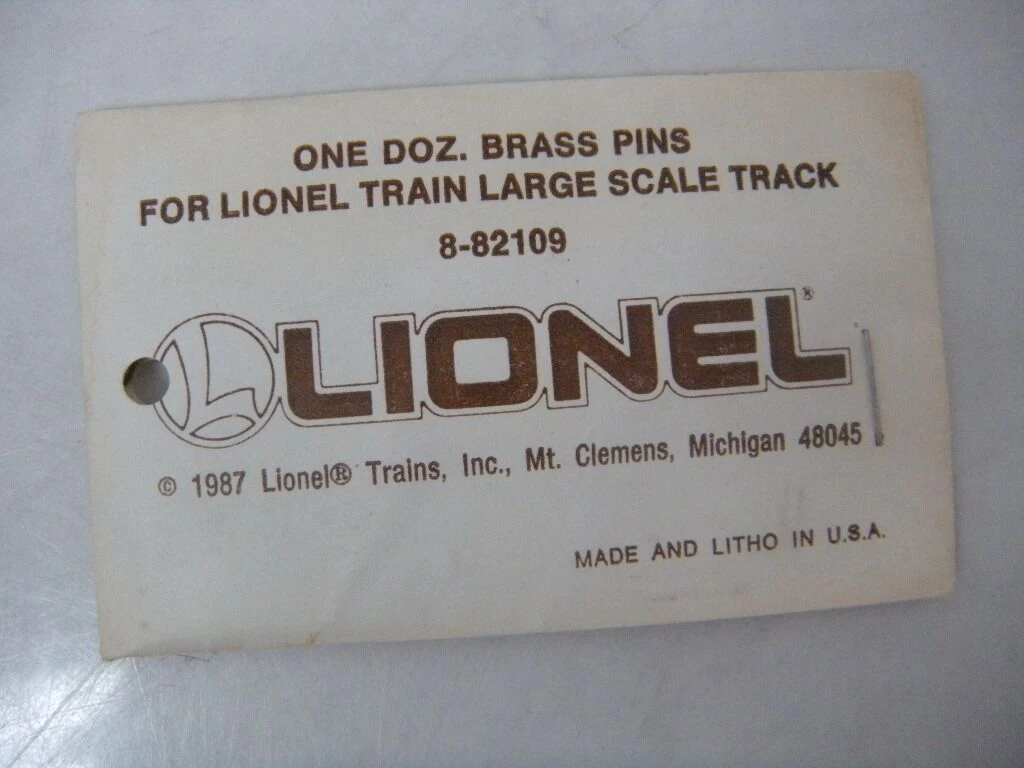 ONE DOZ. BRASS PINS
FOR LIONEL TRAIN LARGE SCALE TRACK
8-82109
L LIONEL®
© 1987 Lionel® Trains, Inc., Mt. Clemens, Michigan 48045
MADE AND LITHO IN U.S.A.